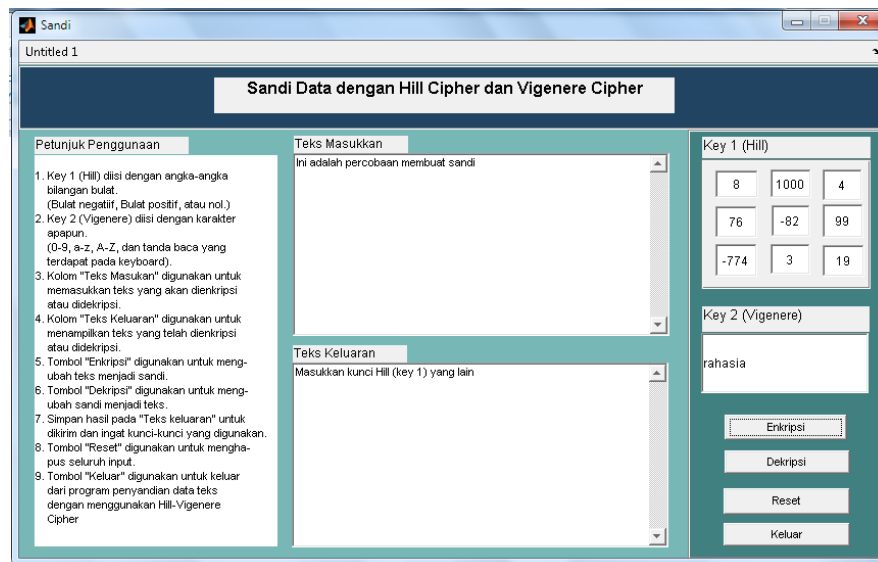 Sandi
Untitled 1
Sandi Data dengan Hill Cipher dan Vigenere Cipher
Petunjuk Penggunaan
1. Key 1 (Hill) diisi dengan angka-angka
bilangan bulat.
(Bulat negatiif, Bulat positif, atau nol.)
2. Key 2 (Vigenere) diisi dengan karakter
apapun.
(0-9, a-z, A-Z, dan tanda baca yang
terdapat pada keyboard).
3. Kolom "Teks Masukan" digunakan untuk
memasukkan teks yang akan dienkripsi
atau didekripsi.
4. Kolom "Teks Keluaran" digunakan untuk
menampilkan teks yang telah dienkripsi
atau didekripsi.
5. Tombol "Enkripsi" digunakan untuk meng-
ubah teks menjadi sandi.
6. Tombol "Dekripsi" digunakan untuk meng-
ubah sandi menjadi teks.
7. Simpan hasil pada "Teks keluaran" untuk
dikirim dan ingat kunci-kunci yang digunakan.
8. Tombol "Reset" digunakan untuk mengha-
pus seluruh input.
9. Tombol "Keluar" digunakan untuk keluar
dari program penyandian data teks
dengan menggunakan Hill-Vigenere
Cipher
Teks Masukkan
Ini adalah percobaan membuat sandi
Teks Keluaran
Masukkan kunci Hill (key 1) yang lain
Key 1 (Hill)
8 1000 4
76 -82 99
-774 3 19
Key 2 (Vigenere)
rahasia
Enkripsi
Dekripsi
Reset
Keluar